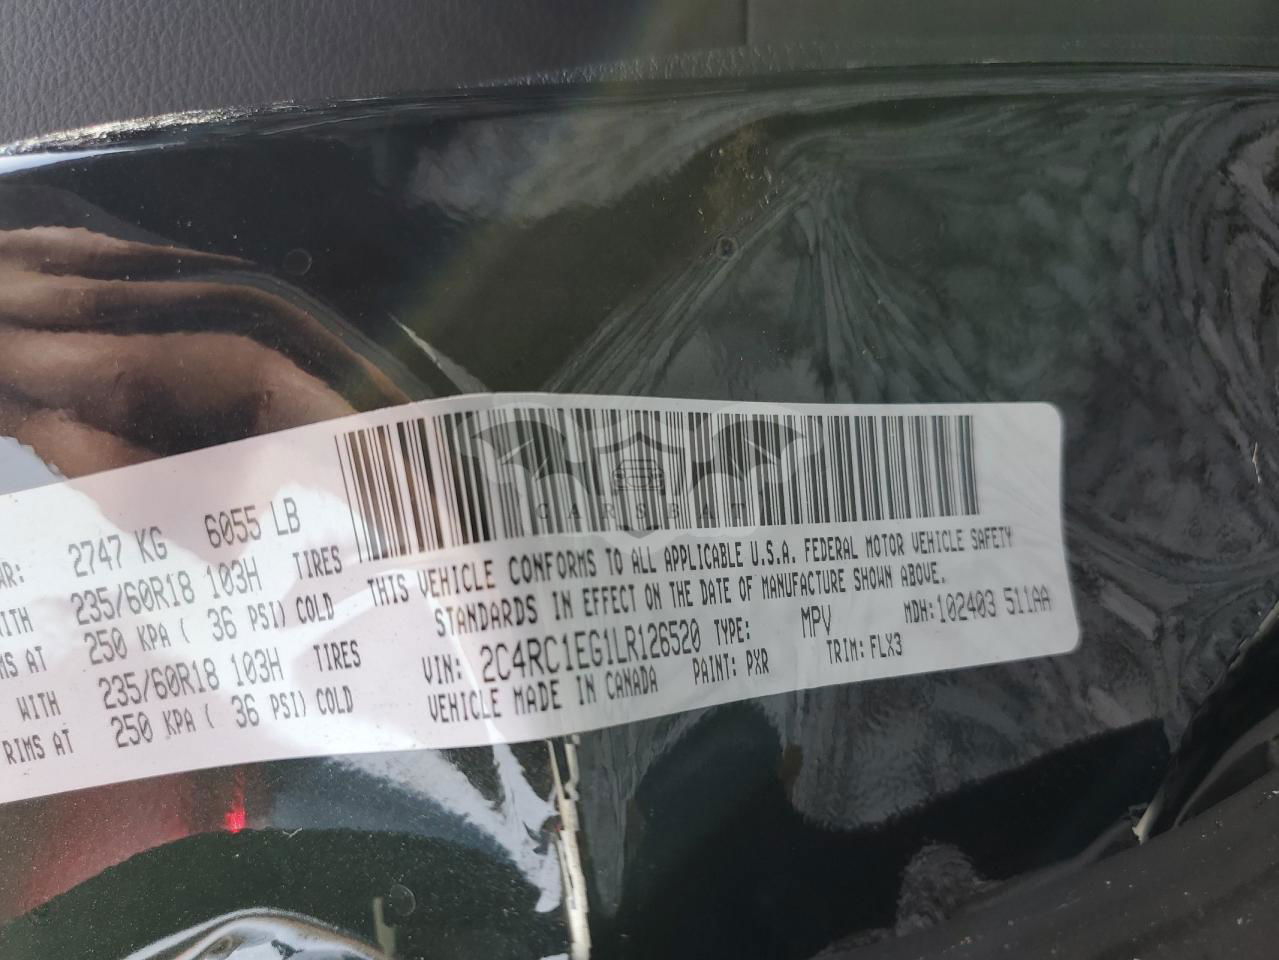 WR: 2747 KG 6055 LB
WITH 235/60R18 103H TIRES
MS AT 250 KPA ( 36 PSI) COLD
WITH 235/60R18 103H TIRES
RIMS AT 250 KPA ( 36 PSI) COLD
CARSBAT
THIS VEHICLE CONFORMS TO ALL APPLICABLE U.S.A. FEDERAL MOTOR VEHICLE SAFETY
STANDARDS IN EFFECT ON THE DATE OF MANUFACTURE SHOWN ABOVE.
VIN: 2C4RC1EG1LR126520 TYPE: MPV MDH:102403 511AA
VEHICLE MADE IN CANADA PAINT: PXR TRIM: FLX3